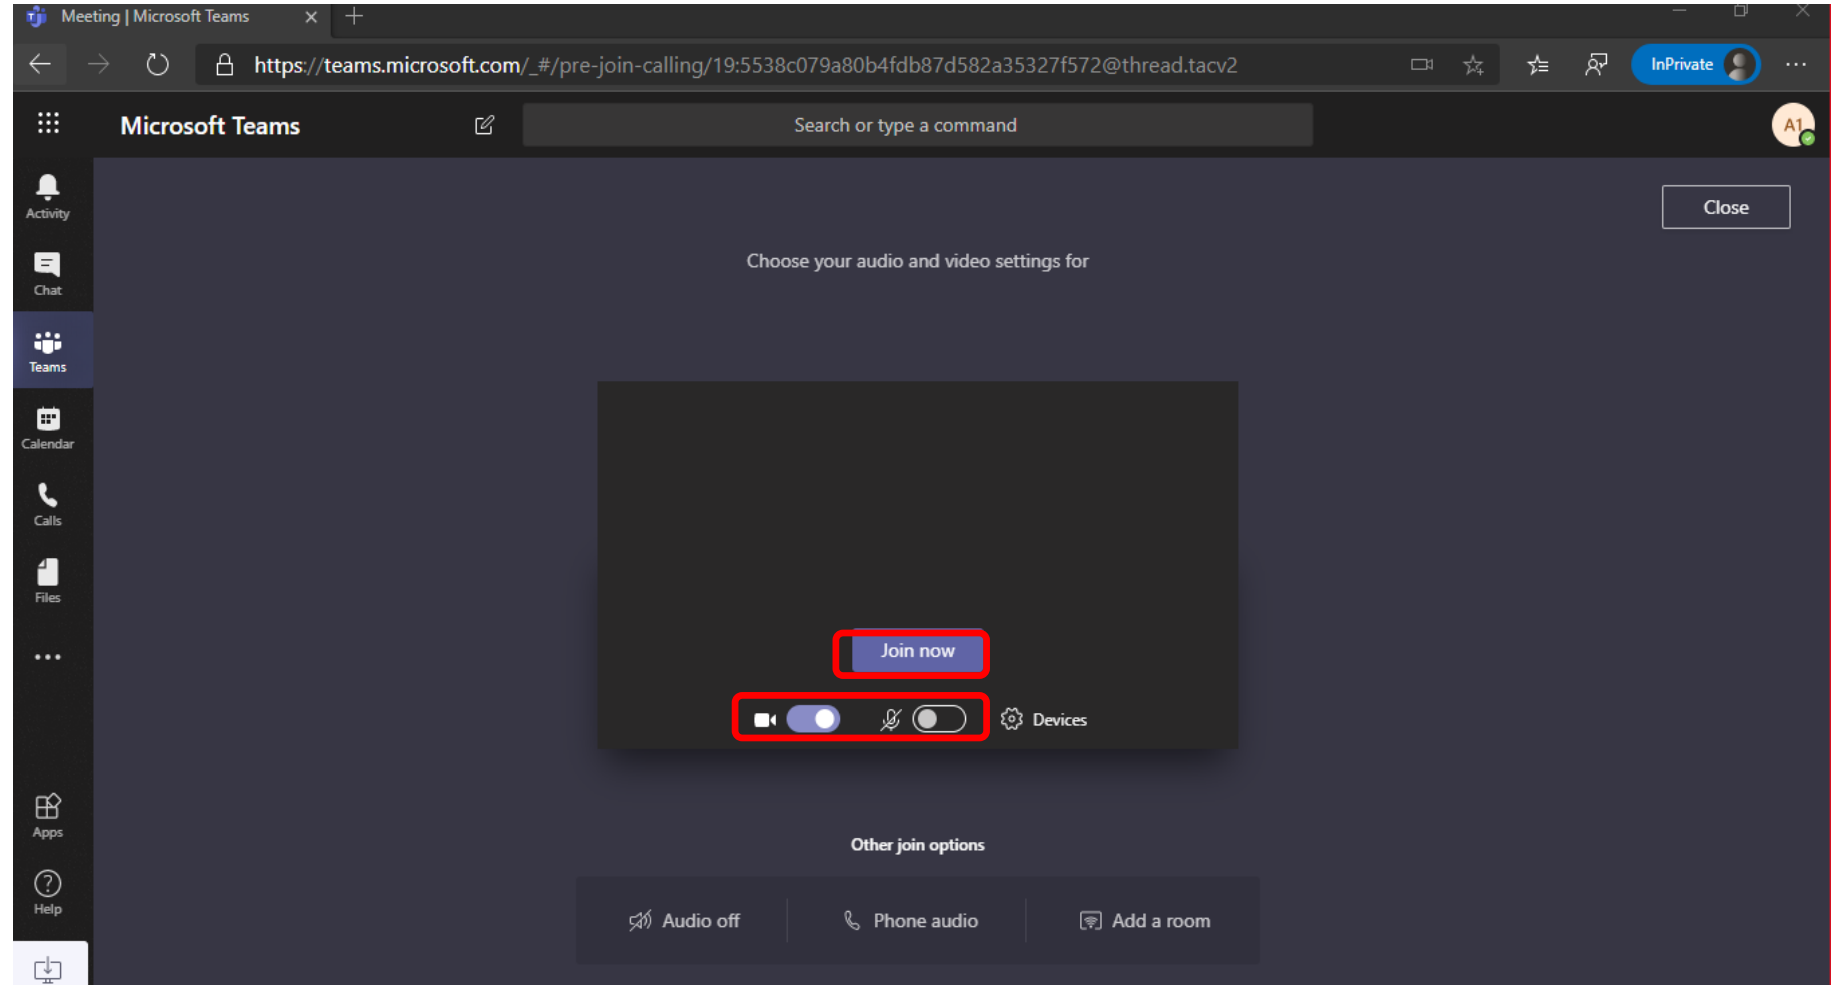 Meeting | Microsoft Teams
https://teams.microsoft.com/_#/pre-join-calling/19:5538c079a80b4fdb87d582a35327f572@thread.tacv2
InPrivate
Microsoft Teams
Search or type a command
A1
Activity
Close
Choose your audio and video settings for
Chat
Teams
Calendar
Calls
Files
Join now
Devices
Apps
Other join options
Help
Audio off
Phone audio
Add a room